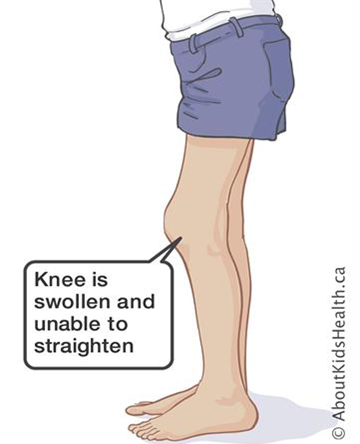 Knee is
swollen and
unable to
straighten
© AboutKidsHealth.ca